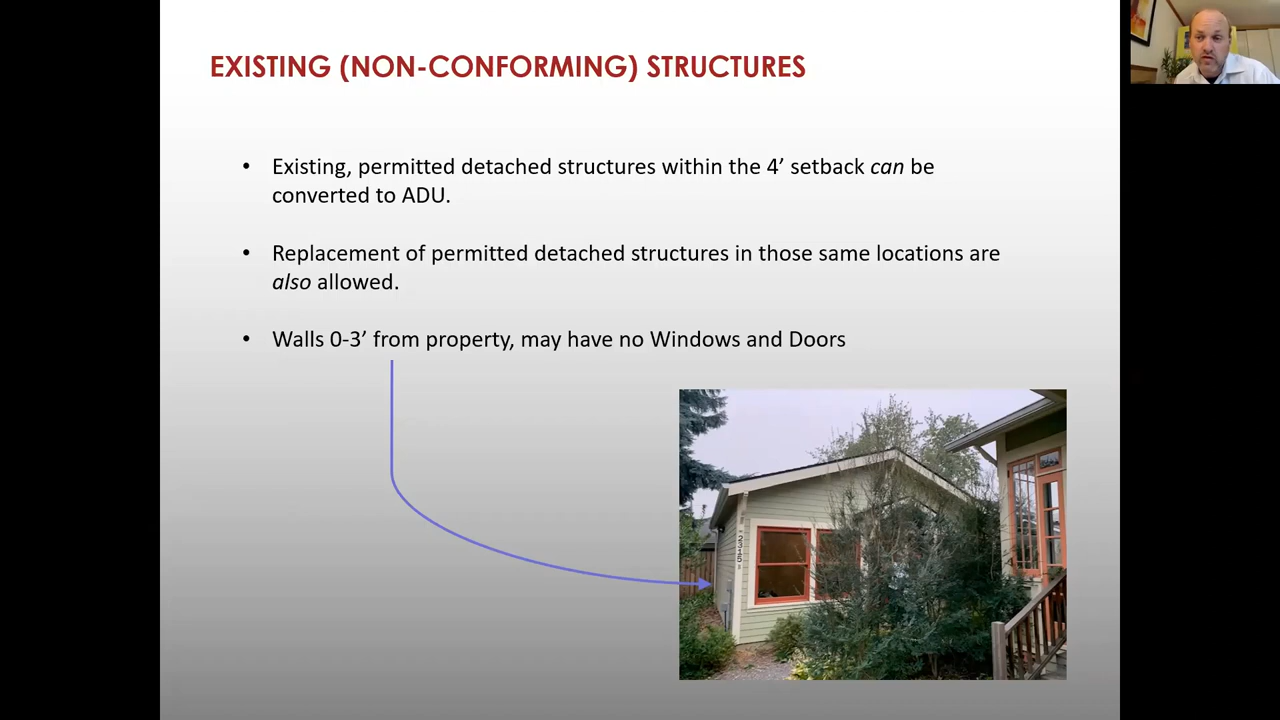 EXISTING (NON-CONFORMING) STRUCTURES
• Existing, permitted detached structures within the 4’ setback can be
converted to ADU.
• Replacement of permitted detached structures in those same locations are
also allowed.
• Walls 0-3’ from property, may have no Windows and Doors